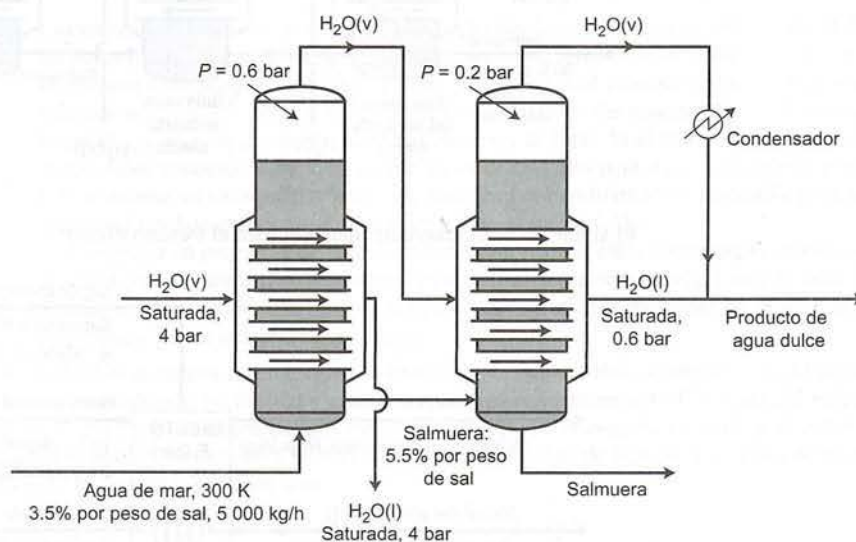 H₂O(v)
H₂O(v)
P = 0.6 bar
P = 0.2 bar
Condensador
H₂O(v)
Saturada,
4 bar
H₂O(l)
Saturada,
0.6 bar
Producto de
agua dulce
Salmuera:
5.5% por peso
de sal
Agua de mar, 300 K
3.5% por peso de sal, 5 000 kg/h
H₂O(l)
Saturada, 4 bar
Salmuera